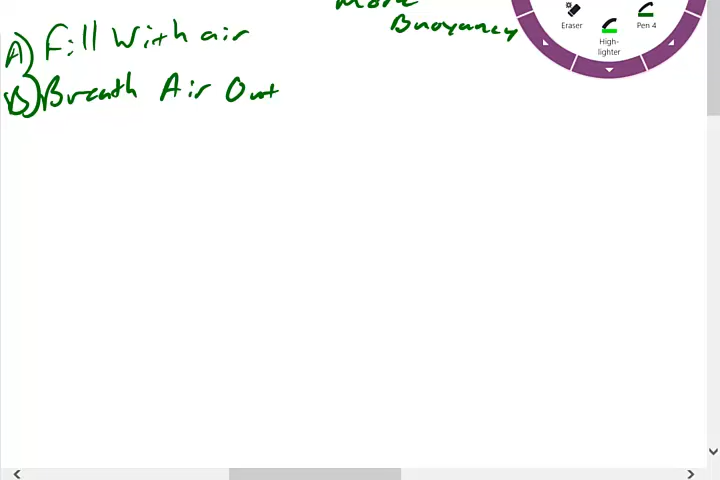 More
Buoyancy
A) Fill With air
B) Breath Air Out
Eraser
High-
lighter
Pen 4